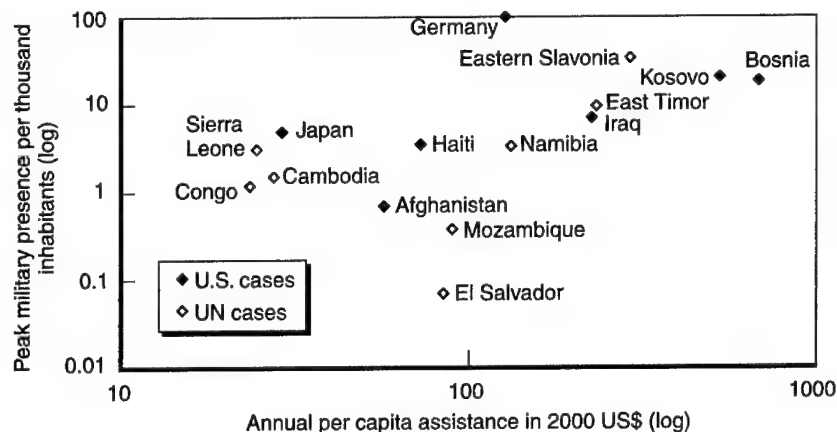 Peak military presence per thousand
inhabitants (log)
100
10
1
0.1
0.01
Germany
Eastern Slavonia
Bosnia
Kosovo
East Timor
Iraq
Sierra
Leone
Japan
Haiti
Namibia
Congo
Cambodia
Afghanistan
Mozambique
El Salvador
U.S. cases
UN cases
10
100
1000
Annual per capita assistance in 2000 US$ (log)